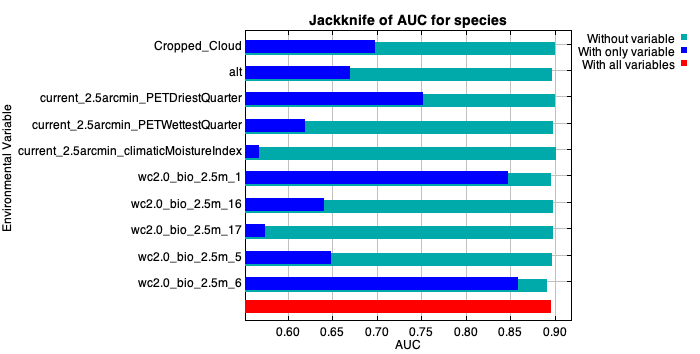 Jackknife of AUC for species
Without variable
With only variable
With all variables
Environmental Variable
Cropped_Cloud
alt
current_2.5arcmin_PETDriestQuarter
current_2.5arcmin_PETWettestQuarter
current_2.5arcmin_climaticMoistureIndex
wc2.0_bio_2.5m_1
wc2.0_bio_2.5m_16
wc2.0_bio_2.5m_17
wc2.0_bio_2.5m_5
wc2.0_bio_2.5m_6
0.60 0.65 0.70 0.75 0.80 0.85 0.90
AUC